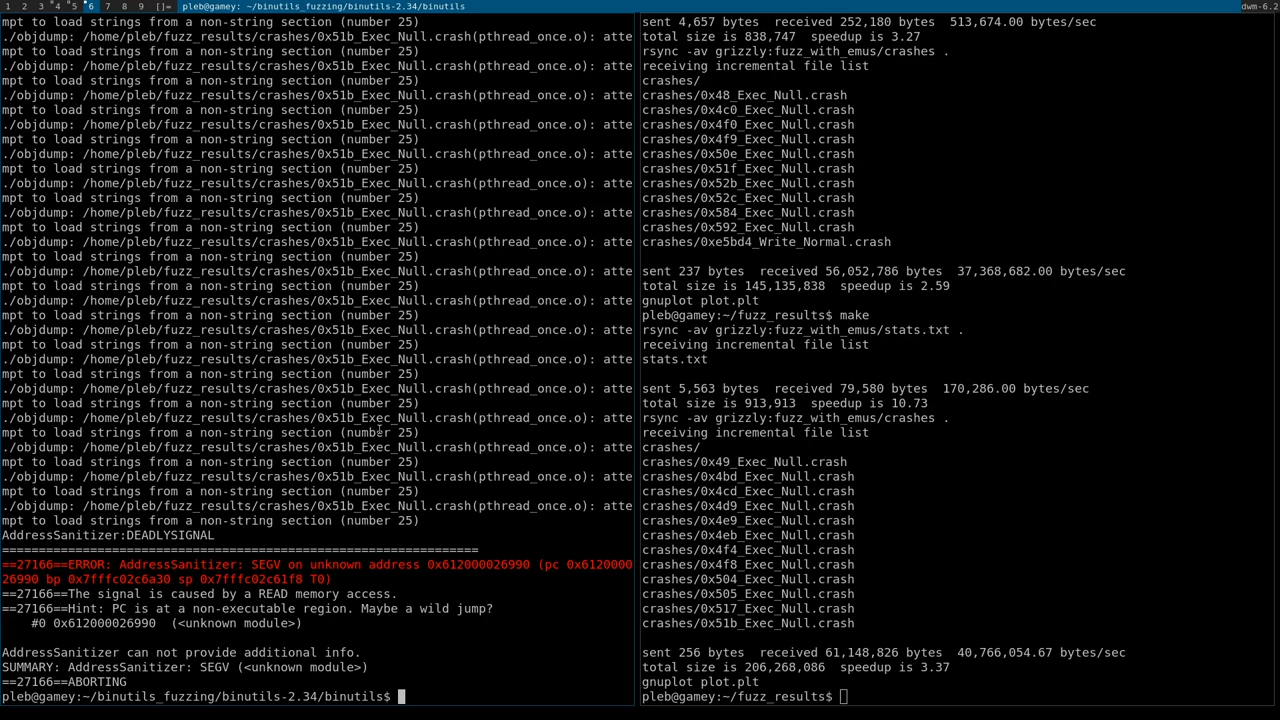 1 2 3 4 5 6 7 8 9 []= pleb@gamey: ~/binutils_fuzzing/binutils-2.34/binutils dwm-6.2
mpt to load strings from a non-string section (number 25)
./objdump: /home/pleb/fuzz_results/crashes/0x51b_Exec_Null.crash(pthread_once.o): atte
mpt to load strings from a non-string section (number 25)
./objdump: /home/pleb/fuzz_results/crashes/0x51b_Exec_Null.crash(pthread_once.o): atte
mpt to load strings from a non-string section (number 25)
./objdump: /home/pleb/fuzz_results/crashes/0x51b_Exec_Null.crash(pthread_once.o): atte
mpt to load strings from a non-string section (number 25)
./objdump: /home/pleb/fuzz_results/crashes/0x51b_Exec_Null.crash(pthread_once.o): atte
mpt to load strings from a non-string section (number 25)
./objdump: /home/pleb/fuzz_results/crashes/0x51b_Exec_Null.crash(pthread_once.o): atte
mpt to load strings from a non-string section (number 25)
./objdump: /home/pleb/fuzz_results/crashes/0x51b_Exec_Null.crash(pthread_once.o): atte
mpt to load strings from a non-string section (number 25)
./objdump: /home/pleb/fuzz_results/crashes/0x51b_Exec_Null.crash(pthread_once.o): atte
mpt to load strings from a non-string section (number 25)
./objdump: /home/pleb/fuzz_results/crashes/0x51b_Exec_Null.crash(pthread_once.o): atte
mpt to load strings from a non-string section (number 25)
./objdump: /home/pleb/fuzz_results/crashes/0x51b_Exec_Null.crash(pthread_once.o): atte
mpt to load strings from a non-string section (number 25)
./objdump: /home/pleb/fuzz_results/crashes/0x51b_Exec_Null.crash(pthread_once.o): atte
mpt to load strings from a non-string section (number 25)
./objdump: /home/pleb/fuzz_results/crashes/0x51b_Exec_Null.crash(pthread_once.o): atte
mpt to load strings from a non-string section (number 25)
./objdump: /home/pleb/fuzz_results/crashes/0x51b_Exec_Null.crash(pthread_once.o): atte
mpt to load strings from a non-string section (number 25)
./objdump: /home/pleb/fuzz_results/crashes/0x51b_Exec_Null.crash(pthread_once.o): atte
mpt to load strings from a non-string section (number 25)
./objdump: /home/pleb/fuzz_results/crashes/0x51b_Exec_Null.crash(pthread_once.o): atte
mpt to load strings from a non-string section (number 25)
./objdump: /home/pleb/fuzz_results/crashes/0x51b_Exec_Null.crash(pthread_once.o): atte
mpt to load strings from a non-string section (number 25)
./objdump: /home/pleb/fuzz_results/crashes/0x51b_Exec_Null.crash(pthread_once.o): atte
mpt to load strings from a non-string section (number 25)
./objdump: /home/pleb/fuzz_results/crashes/0x51b_Exec_Null.crash(pthread_once.o): atte
mpt to load strings from a non-string section (number 25)
AddressSanitizer:DEADLYSIGNAL
=================================================================
==27166==ERROR: AddressSanitizer: SEGV on unknown address 0x612000026990 (pc 0x6120000
26990 bp 0x7fffc02c6a30 sp 0x7fffc02c61f8 T0)
==27166==The signal is caused by a READ memory access.
==27166==Hint: PC is at a non-executable region. Maybe a wild jump?
#0 0x612000026990 (<unknown module>)
AddressSanitizer can not provide additional info.
SUMMARY: AddressSanitizer: SEGV (<unknown module>)
==27166==ABORTING
pleb@gamey:~/binutils_fuzzing/binutils-2.34/binutils$
sent 4,657 bytes received 252,180 bytes 513,674.00 bytes/sec
total size is 838,747 speedup is 3.27
rsync -av grizzly:fuzz_with_emus/crashes .
receiving incremental file list
crashes/
crashes/0x48_Exec_Null.crash
crashes/0x4c0_Exec_Null.crash
crashes/0x4f0_Exec_Null.crash
crashes/0x4f9_Exec_Null.crash
crashes/0x50e_Exec_Null.crash
crashes/0x51f_Exec_Null.crash
crashes/0x52b_Exec_Null.crash
crashes/0x52c_Exec_Null.crash
crashes/0x584_Exec_Null.crash
crashes/0x592_Exec_Null.crash
crashes/0xe5bd4_Write_Normal.crash
sent 237 bytes received 56,052,786 bytes 37,368,682.00 bytes/sec
total size is 145,135,838 speedup is 2.59
gnuplot plot.plt
pleb@gamey:~/fuzz_results$ make
rsync -av grizzly:fuzz_with_emus/stats.txt .
receiving incremental file list
stats.txt
sent 5,563 bytes received 79,580 bytes 170,286.00 bytes/sec
total size is 913,913 speedup is 10.73
rsync -av grizzly:fuzz_with_emus/crashes .
receiving incremental file list
crashes/
crashes/0x49_Exec_Null.crash
crashes/0x4bd_Exec_Null.crash
crashes/0x4cd_Exec_Null.crash
crashes/0x4d9_Exec_Null.crash
crashes/0x4e9_Exec_Null.crash
crashes/0x4eb_Exec_Null.crash
crashes/0x4f4_Exec_Null.crash
crashes/0x4f8_Exec_Null.crash
crashes/0x504_Exec_Null.crash
crashes/0x505_Exec_Null.crash
crashes/0x517_Exec_Null.crash
crashes/0x51b_Exec_Null.crash
sent 256 bytes received 61,148,826 bytes 40,766,054.67 bytes/sec
total size is 206,268,086 speedup is 3.37
gnuplot plot.plt
pleb@gamey:~/fuzz_results$